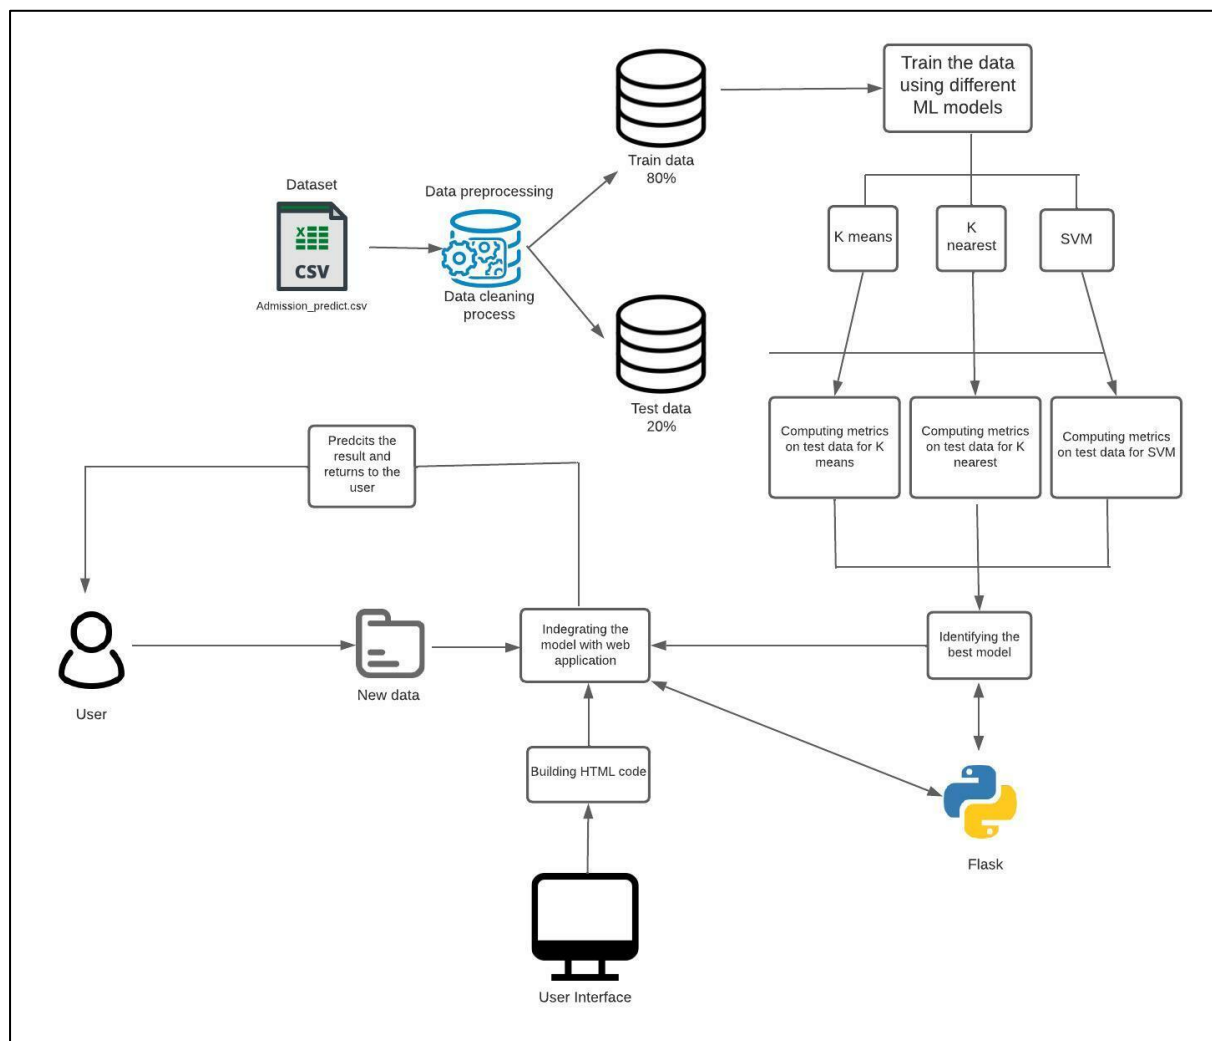 Train the data
using different
ML models
Train data
80%
Dataset
Data preprocessing
X
CSV
Admission_predict.csv
Data cleaning
process
K means
K
nearest
SVM
Test data
20%
Computing metrics
on test data for K
means
Computing metrics
on test data for K
nearest
Computing metrics
on test data for SVM
Predcits the
result and
returns to the
user
User
New data
Indegrating the
model with web
application
Identifying the
best model
Building HTML code
Flask
User Interface